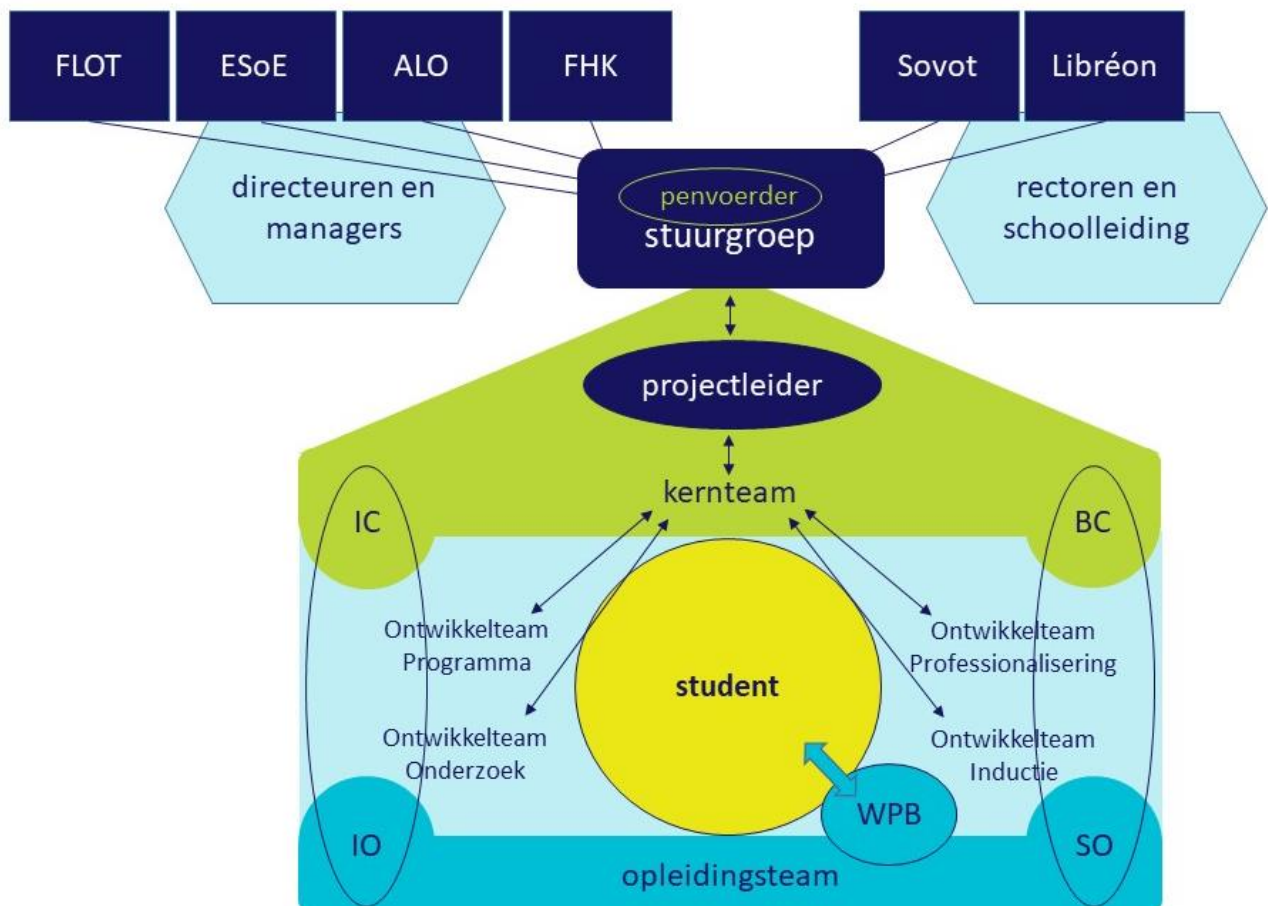 FLOT
ESoE
ALO
FHK
Sovot
Libréon
directeuren en
managers
penvoerder
stuurgroep
rectoren en
schoolleiding
projectleider
kernteam
IC
BC
Ontwikkelteam
Programma
Ontwikkelteam
Professionalisering
student
Ontwikkelteam
Onderzoek
Ontwikkelteam
Inductie
WPB
IO
SO
opleidingsteam